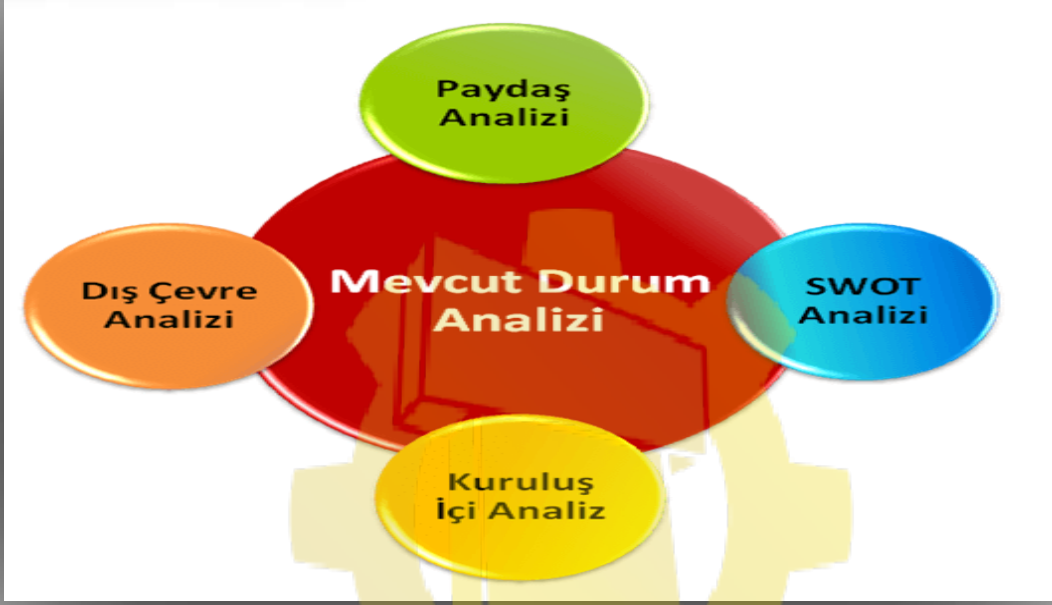 Paydaş
Analizi
Dış Çevre
Analizi
Mevcut Durum
Analizi
SWOT
Analizi
Kuruluş
İçi Analiz